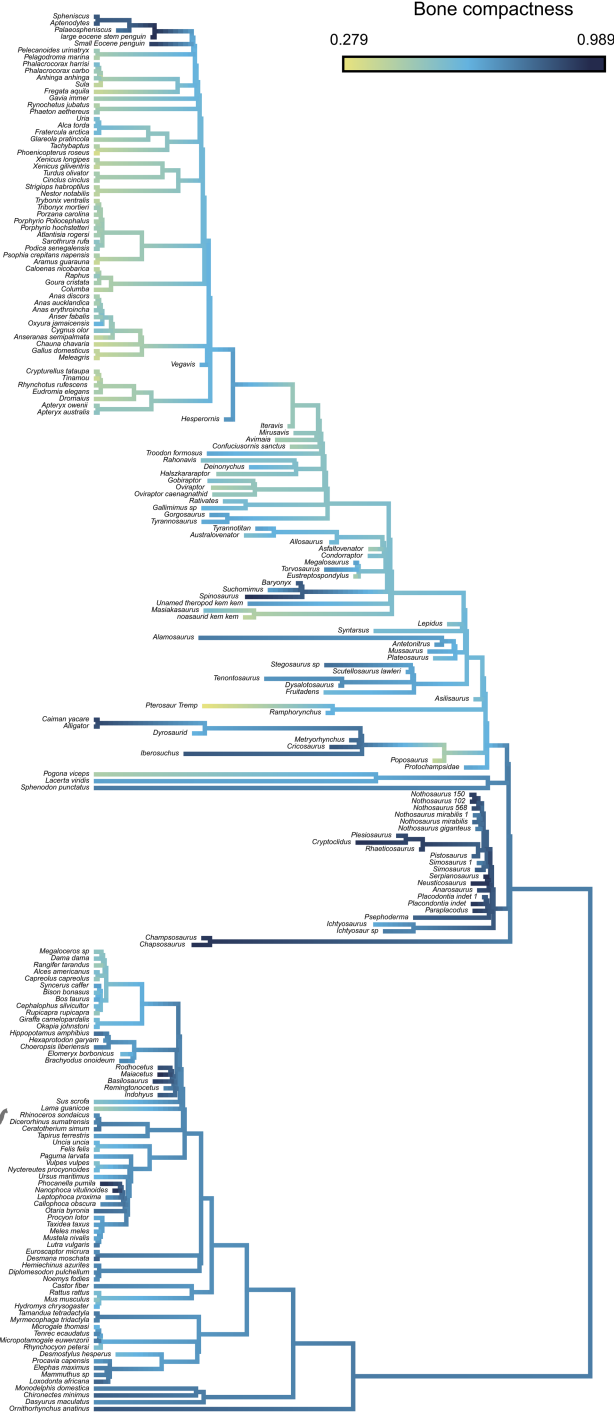 Bone compactness
0.279 0.989
Spheniscus
Aptenodytes
Palaeospheniscus
large eocene stem penguin
Small Eocene penguin
Pelecanoides urinatryx
Pelagodroma marina
Phalacrocorax harrisi
Phalacrocorax carbo
Anhinga anhinga
Sula
Fregata aquila
Gavia immer
Rynochetus jubatus
Phaeton aethereus
Uria
Alca torda
Fratercula arctica
Glareola pratincola
Tachybaptus
Phoenicopterus roseus
Xenicus longipes
Xenicus giliventris
Turdus olivator
Cinclus cinclus
Strigiops habroptilus
Nestor notabilis
Trybonix ventralis
Tribonyx mortieri
Porzana carolina
Porphyrio Poliocephalus
Porphyrio hochstetteri
Atlantisia rogersi
Sarothrura rufa
Podica senegalensis
Psophia crepitans napensis
Aramus guarauna
Caloenas nicobarica
Raphus
Goura cristata
Columba
Anas discors
Anas aucklandica
Anas erythroincha
Anser fabalis
Oxyura jamaicensis
Cygnus olor
Anseranas semipalmata
Chauna chavaria
Gallus domesticus
Meleagris
Vegavis
Crypturellus tataupa
Tinamou
Rhynchotus rufescens
Eudromia elegans
Dromaius
Apteryx owenii
Apteryx australis
Hesperornis
Iteravis
Mirusavis
Avimaia
Confuciusornis sanctus
Troodon formosus
Rahonavis
Deinonychus
Halszkararaptor
Gobiraptor
Oviraptor
Oviraptor caenagnathid
Rativates
Gallimimus sp
Gorgosaurus
Tyrannosaurus
Tyrannotitan
Australovenator
Allosaurus
Asfaltovenator
Condorraptor
Megalosaurus
Torvosaurus
Eustreptospondylus
Baryonyx
Suchomimus
Spinosaurus
Unamed theropod kem kem
Masiakasaurus
noasaurid kem kem
Lepidus
Syntarsus
Alamosaurus
Antetonitrus
Mussaurus
Plateosaurus
Stegosaurus sp
Scutellosaurus lawleri
Tenontosaurus
Dysalotosaurus
Fruitadens
Asilisaurus
Pterosaur Tremp
Ramphorynchus
Caiman yacare
Alligator
Dyrosaurid
Metryorhynchus
Cricosaurus
Iberosuchus
Poposaurus
Protochampsidae
Pogona viceps
Lacerta viridis
Sphenodon punctatus
Nothosaurus 150
Nothosaurus 102
Nothosaurus 568
Nothosaurus mirabilis 1
Nothosaurus mirabilis
Nothosaurus giganteus
Plesiosaurus
Cryptoclidus
Rhaeticosaurus
Pistosaurus
Simosaurus 1
Simosaurus
Serpianosaurus
Neusticosaurus
Anarosaurus
Placodontia indet 1
Placondontia indet
Paraplacodus
Psephoderma
Ichtyosaurus
Ichtyosaur sp
Champsosaurus
Chapsosaurus
Megaloceros sp
Dama dama
Rangifer tarandus
Alces americanus
Capreolus capreolus
Syncerus caffer
Bison bonasus
Bos taurus
Cephalophus silvicultor
Rupicapra rupicapra
Giraffa camelopardalis
Okapia johnstoni
Hippopotamus amphibius
Hexaprotodon garyam
Choeropsis liberiensis
Elomeryx borbonicus
Brachyodus onoideum
Rodhocetus
Maiacetus
Basilosaurus
Remingtonocetus
Indohyus
Sus scrofa
Lama guanicoe
Rhinoceros sondaicus
Dicerorhinus sumatrensis
Ceratotherium simum
Tapirus terrestris
Uncia uncia
Felis felis
Paguma larvata
Vulpes vulpes
Nyctereutes procyonoides
Ursus maritimus
Phocanella pumila
Nanophoca vitulinoides
Leptophoca proxima
Callophoca obscura
Otaria byronia
Procyon lotor
Taxidea taxus
Meles meles
Mustela nivalis
Lutra vulgaris
Euroscaptor micrura
Desmana moschata
Hemiechinus azurites
Diplomesodon pulchellum
Noemys fodies
Castor fiber
Rattus rattus
Mus musculus
Hydromys chrysogaster
Tamandua tetradactyla
Myrmecophaga tridactyla
Microgale thomasi
Tenrec ecaudatus
Micropotamogale euwenzorii
Rhynchocyon petersi
Desmostylus hesperus
Procavia capensis
Elephas maximus
Mammuthus sp
Loxodonta africana
Monodelphis domestica
Chironectes minimus
Dasyurus maculatus
Ornithorhynchus anatinus